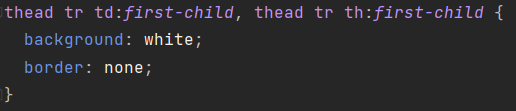 thead tr td:first-child, thead tr th:first-child {
  background: white;
  border: none;
}